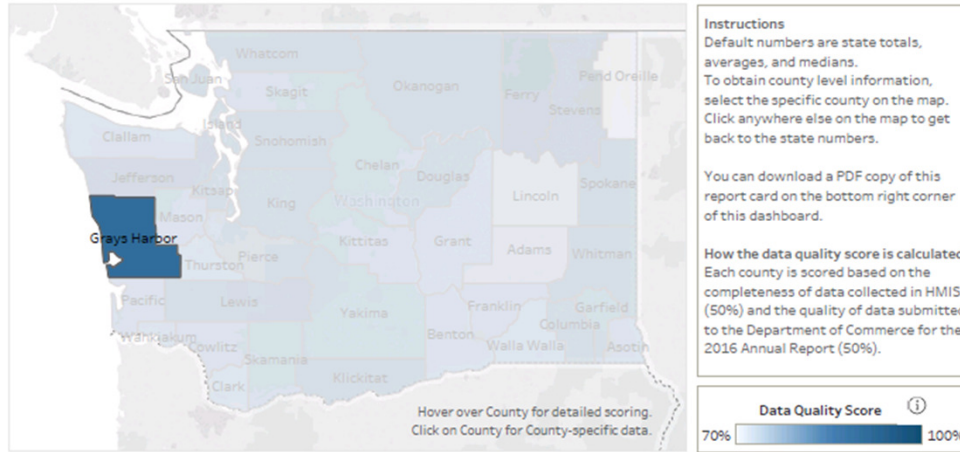 Whatcom
San Juan
Skagit
Okanogan
Pend Oreille
Ferry
Stevens
Island
Clallam
Snohomish
Chelan
Jefferson
Douglas
Kitsap
Spokane
Lincoln
Mason
King
Washington
Grays Harbor
Kittitas
Grant
Adams
Pierce
Whitman
Thurston
Pacific
Lewis
Yakima
Franklin
Garfield
Columbia
Wahkiakum
Benton
Walla Walla
Asotin
Cowlitz
Skamania
Klickitat
Clark
Hover over County for detailed scoring.
Click on County for County-specific data.
Instructions
Default numbers are state totals,
averages, and medians.
To obtain county level information,
select the specific county on the map.
Click anywhere else on the map to get
back to the state numbers.
You can download a PDF copy of this
report card on the bottom right corner
of this dashboard.
How the data quality score is calculated
Each county is scored based on the
completeness of data collected in HMIS
(50%) and the quality of data submitted
to the Department of Commerce for the
2016 Annual Report (50%).
Data Quality Score
70% 100%